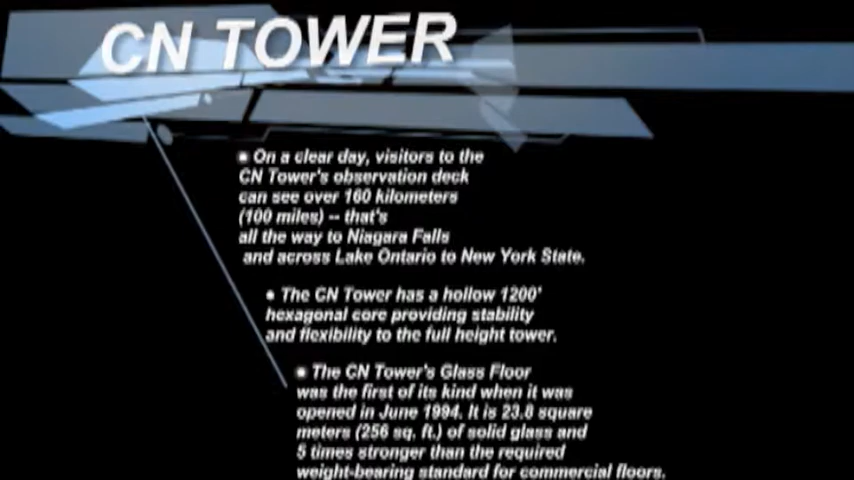 CN TOWER
▪ On a clear day, visitors to the
CN Tower's observation deck
can see over 160 kilometers
(100 miles) -- that's
all the way to Niagara Falls
and across Lake Ontario to New York State.
• The CN Tower has a hollow 1200'
hexagonal core providing stability
and flexibility to the full height tower.
▪ The CN Tower's Glass Floor
was the first of its kind when it was
opened in June 1994. It is 23.8 square
meters (256 sq. ft.) of solid glass and
5 times stronger than the required
weight-bearing standard for commercial floors.